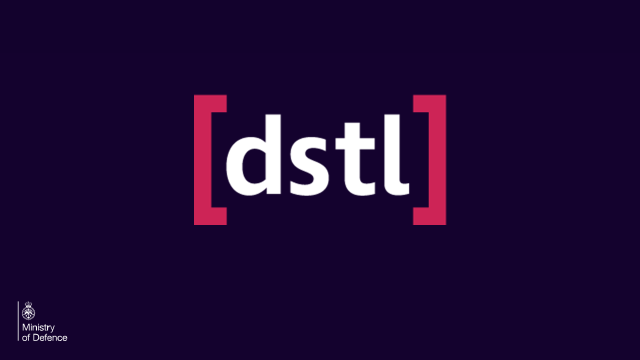 [dstl]
Ministry
of Defence